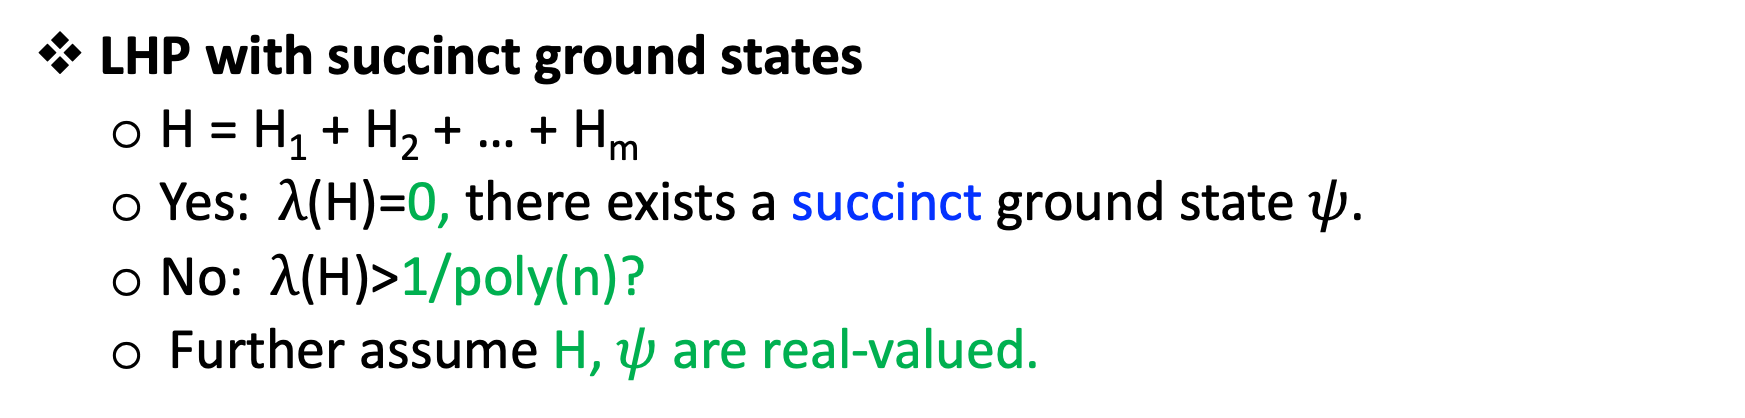 ❖ LHP with succinct ground states
○ H = H₁ + H₂ + ... + Hₘ
○ Yes: λ(H)=0, there exists a succinct ground state ψ.
○ No: λ(H)>1/poly(n)?
○ Further assume H, ψ are real-valued.